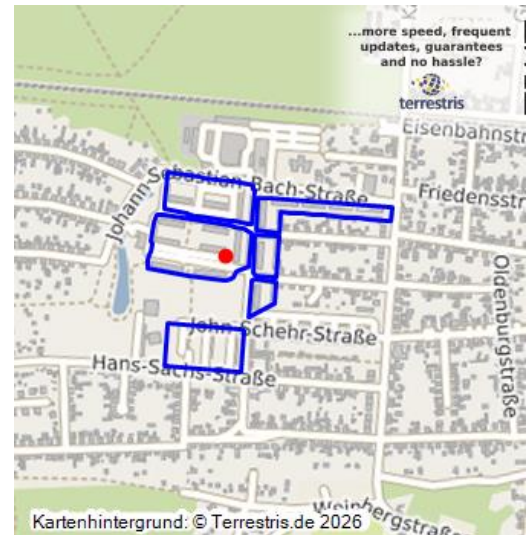 ...more speed, frequent
updates, guarantees
and no hassle?
terrestris
Eisenbahnstr
Johann-Sebastian-Bach-Straße
Friedensstr
Oldenburgstraße
John-Schehr-Straße
Hans-Sachs-Straße
Weinbergstraße
Kartenhintergrund: © Terrestris.de 2026